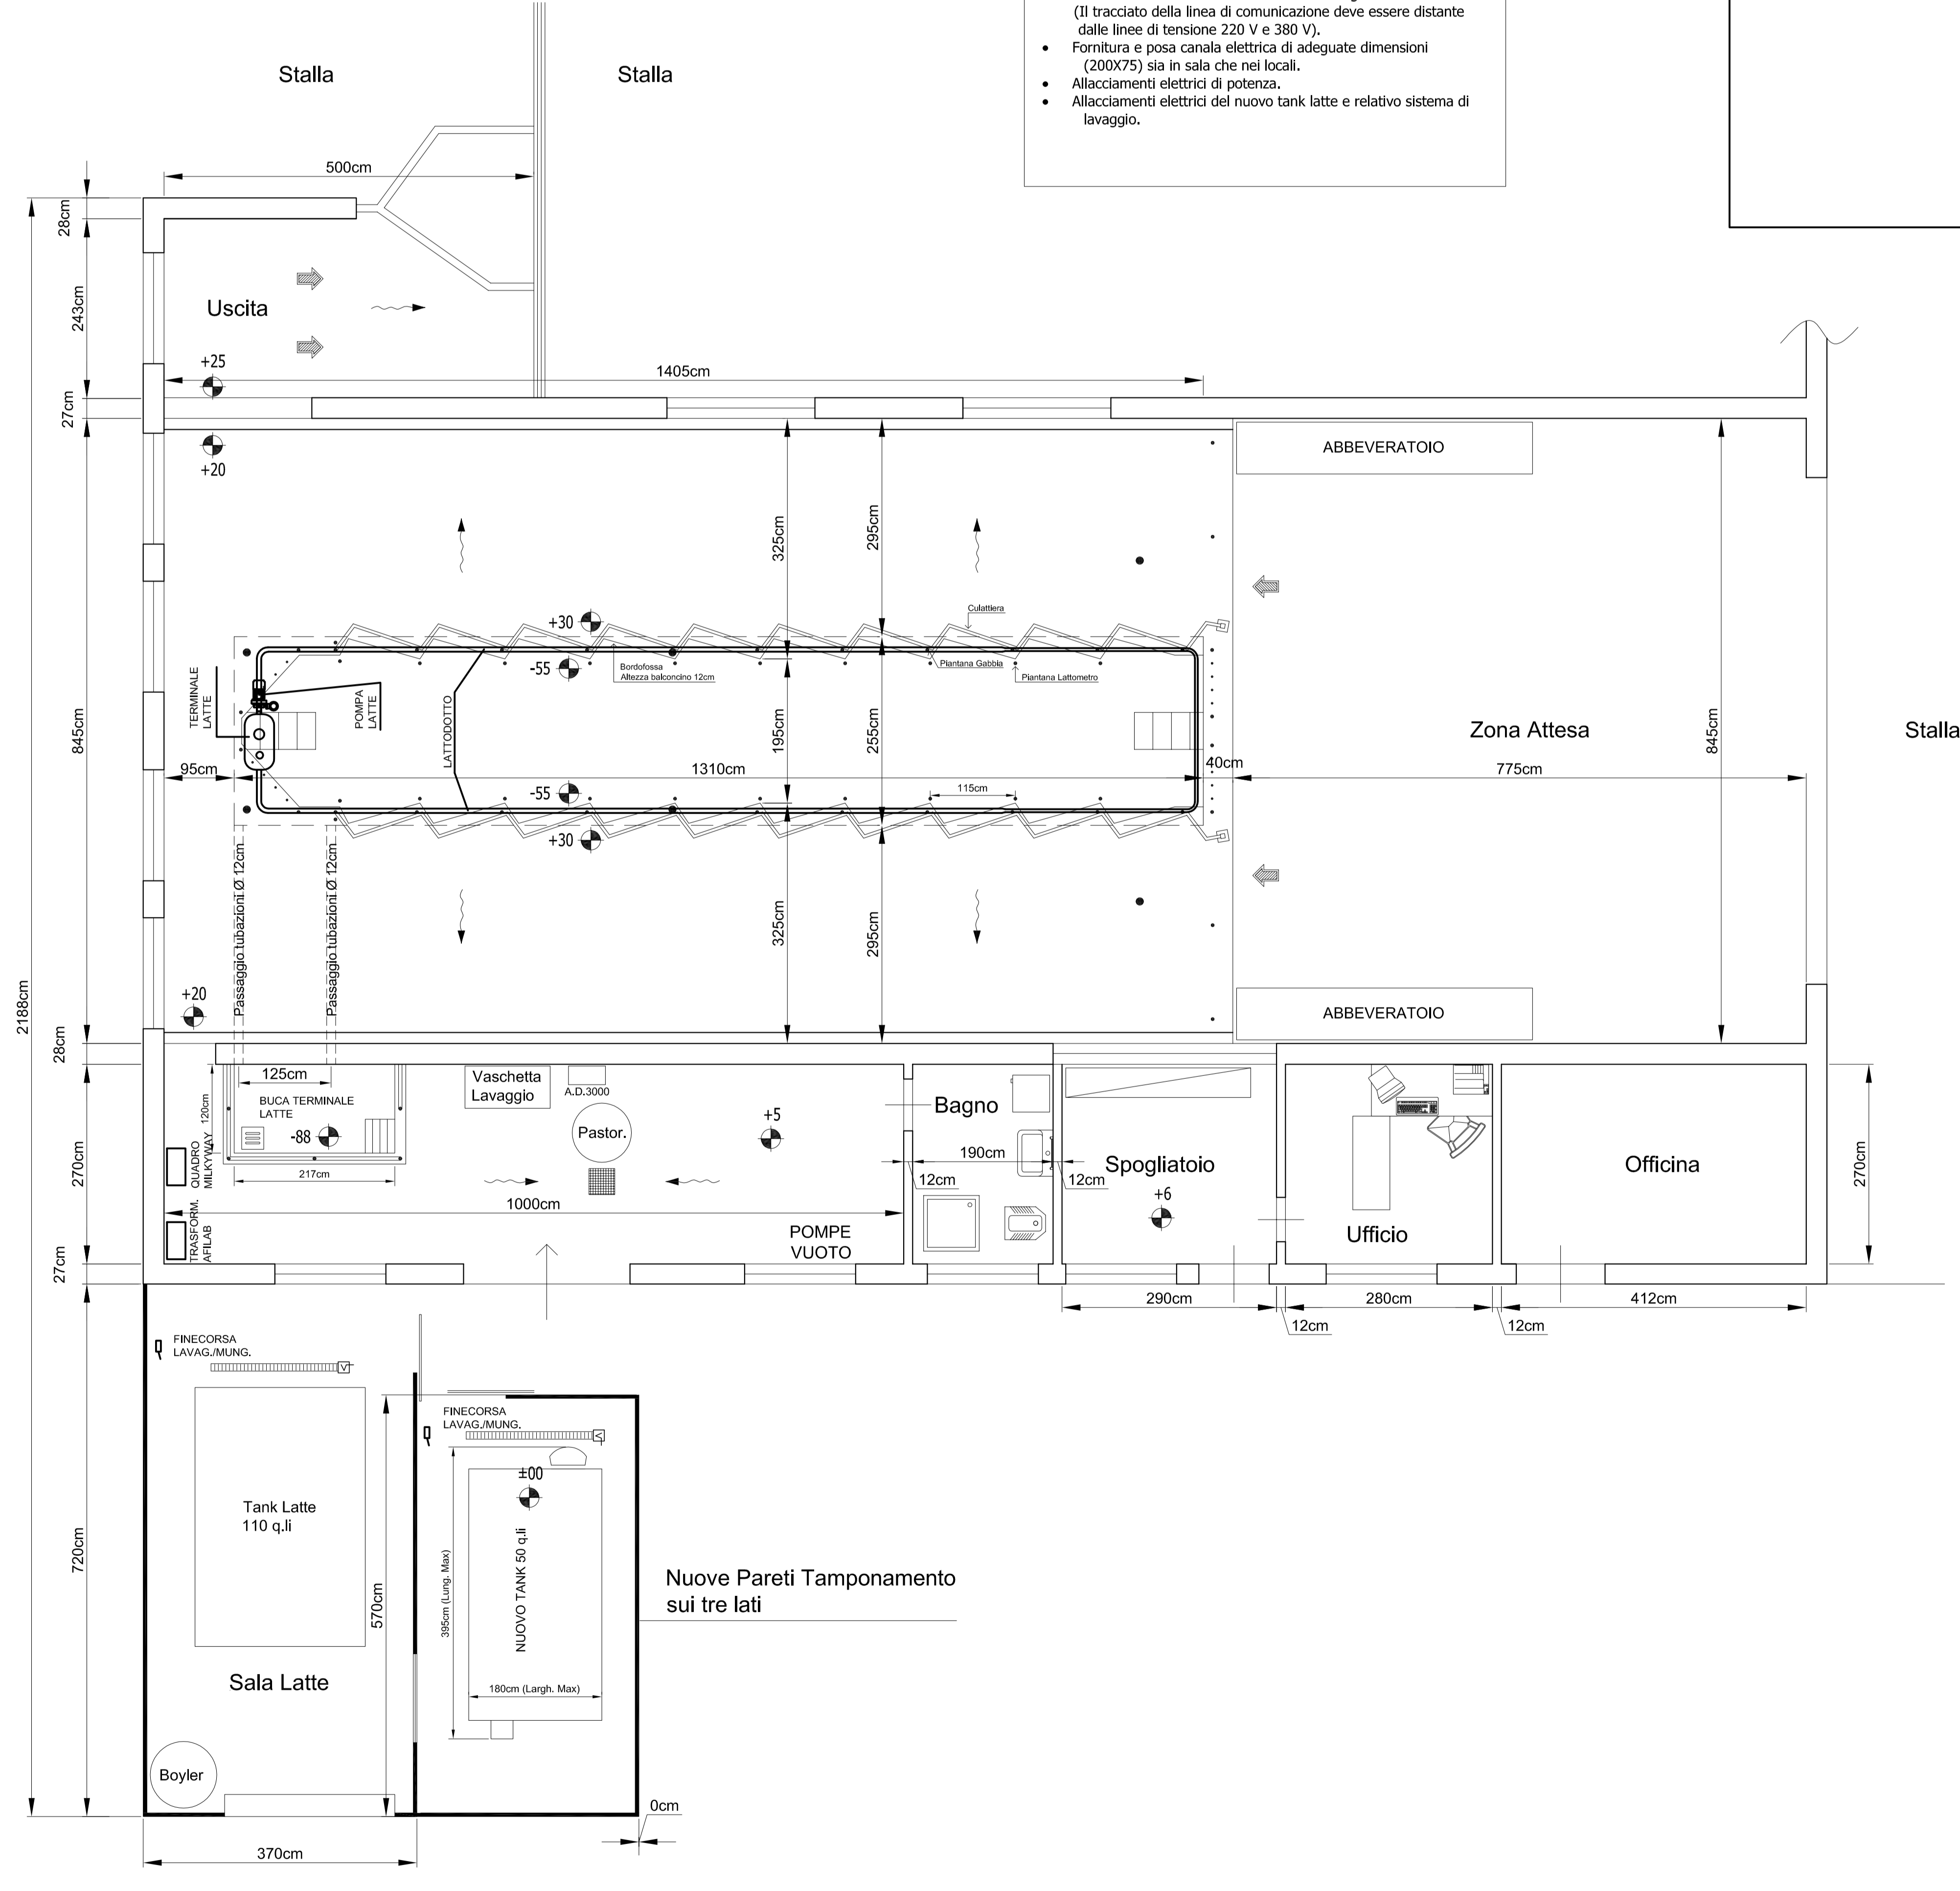 (Il tracciato della linea di comunicazione deve essere distante
dalle linee di tensione 220 V e 380 V).
• Fornitura e posa canala elettrica di adeguate dimensioni
(200X75) sia in sala che nei locali.
• Allacciamenti elettrici di potenza.
• Allacciamenti elettrici del nuovo tank latte e relativo sistema di
lavaggio.
Stalla
Stalla
500cm
28cm
243cm
Uscita
+25
1405cm
27cm
+20
ABBEVERATOIO
325cm
295cm
Culattiera
+30
-55
Bordofossa
Altezza balconcino 12cm
Piantana Gabbia
Piantana Lattometro
TERMINALE
LATTE
POMPA
LATTE
LATTODOTTO
845cm
195cm
255cm
Zona Attesa
845cm
Stalla
95cm
1310cm
40cm
775cm
115cm
-55
+30
Passaggio tubazioni Ø 12cm
Passaggio tubazioni Ø 12cm
325cm
295cm
2188cm
+20
ABBEVERATOIO
28cm
125cm
120cm
BUCA TERMINALE
LATTE
-88
Vaschetta
Lavaggio
A.D.3000
Pastor.
+5
Bagno
190cm
12cm
12cm
Spogliatoio
+6
Ufficio
Officina
270cm
270cm
QUADRO
MILKYWAY
217cm
1000cm
TRASFORM.
AFILAB
POMPE
VUOTO
27cm
290cm
280cm
412cm
12cm
12cm
FINECORSA
LAVAG./MUNG.
V
FINECORSA
LAVAG./MUNG.
V
±00
Tank Latte
110 q.li
NUOVO TANK 50 q.li
395cm (Lung. Max)
570cm
720cm
Nuove Pareti Tamponamento
sui tre lati
Sala Latte
180cm (Largh. Max)
Boyler
0cm
370cm